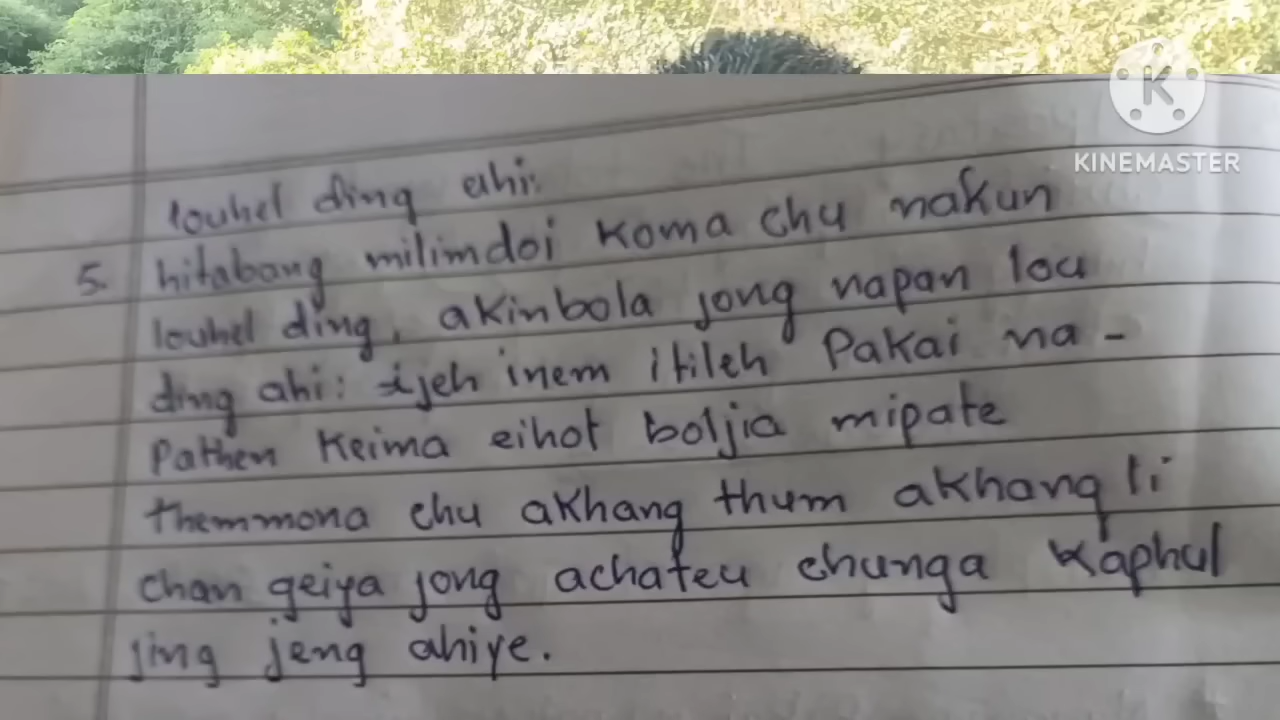 KINEMASTER
louhel ding ahi.
5. hitabang milimdoi koma chu nakun
louhel ding, akinbola jong napan lou
ding ahi: ijeh inem itileh Pakai na-
Pathen Keima eihot boljia mipate
themmona chu akhang thum akhang li
chan geiya jong achateu chunga kaphul
jing jeng ahiye.